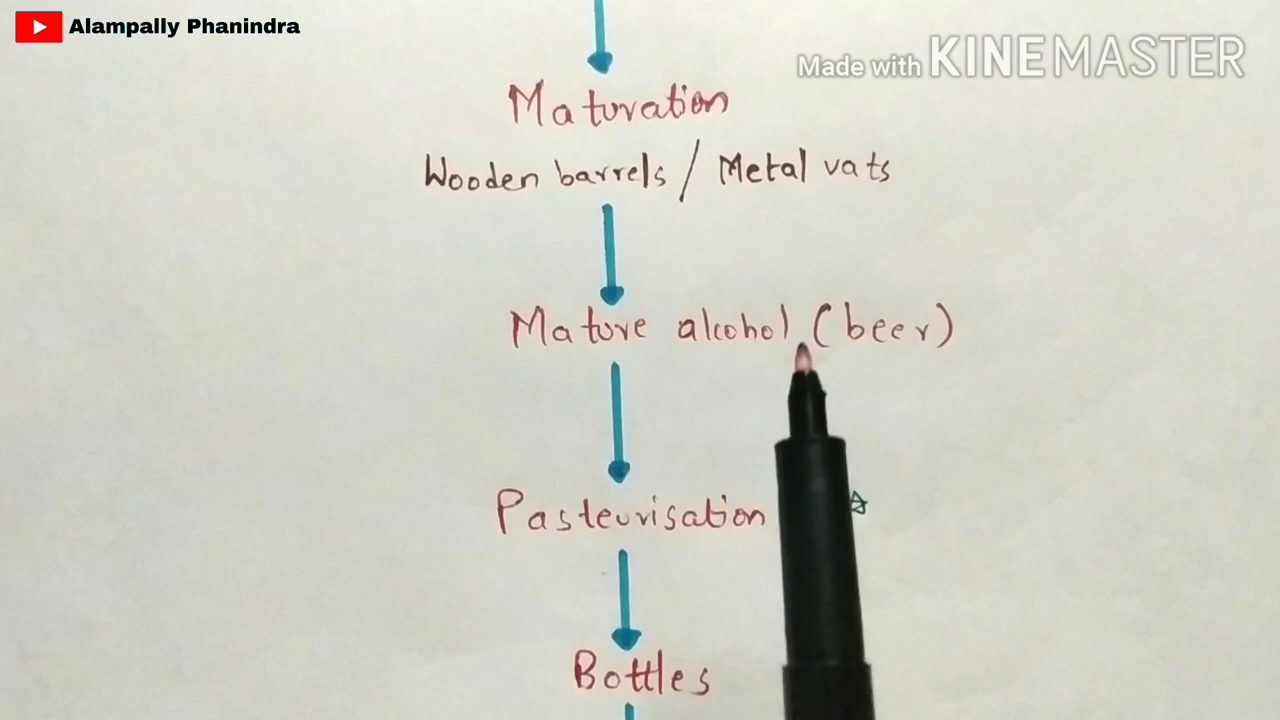 Alampally Phanindra
Made with KINEMASTER
Maturation
Wooden barrels / Metal vats
Mature alcohol (beer)
Pasteurisation
Bottles